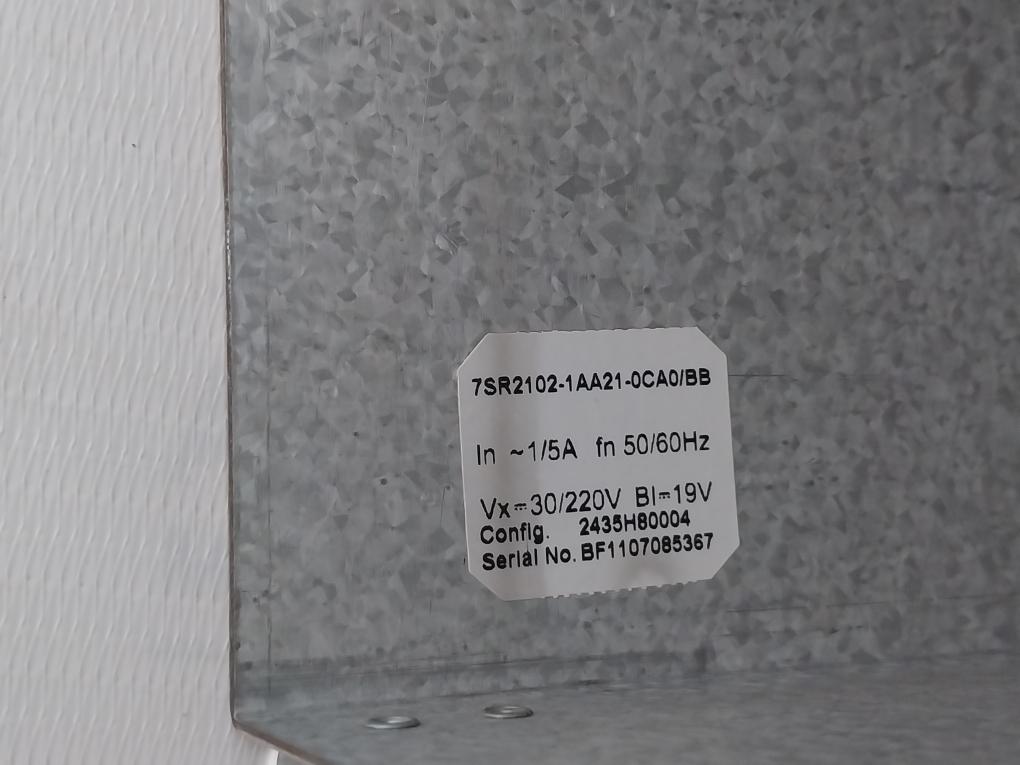 7SR2102-1AA21-0CA0/BB
In ~1/5A fn 50/60Hz
Vx⎓30/220V BI⎓19V
Config. 2435H80004
Serial No. BF1107085367